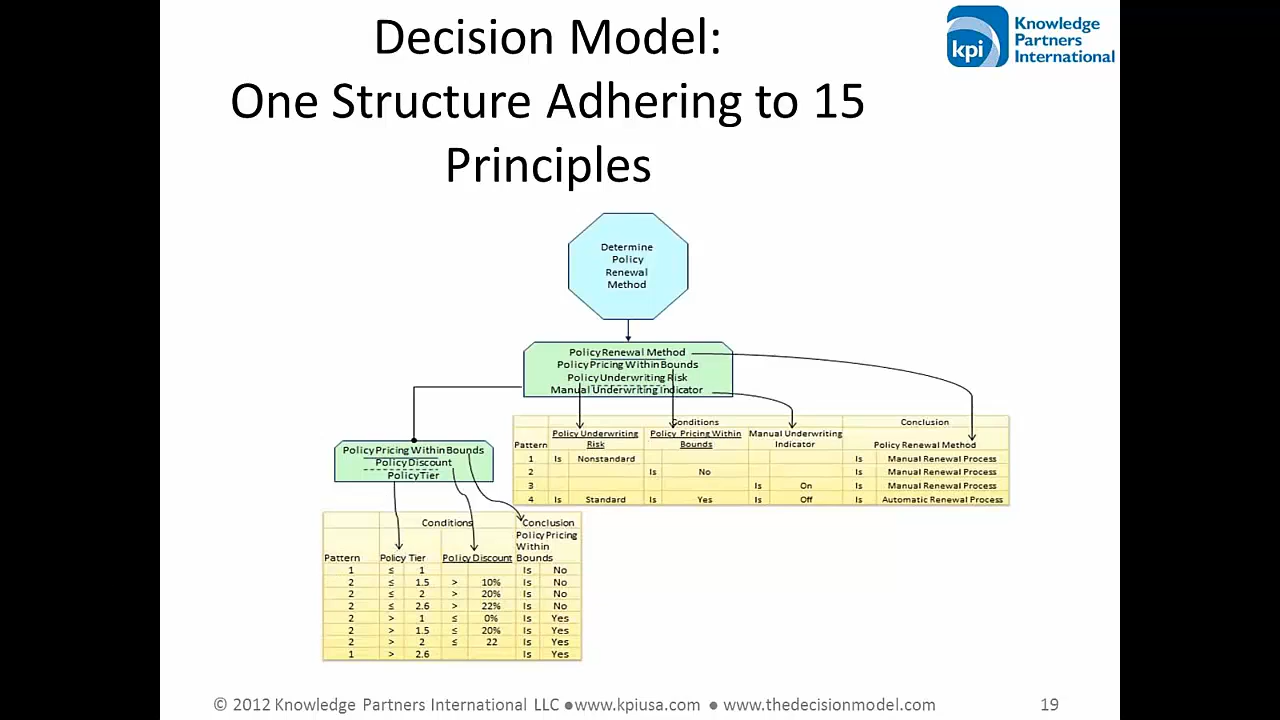 Decision Model:
One Structure Adhering to 15
Principles
kpi
Knowledge
Partners
International
Determine
Policy
Renewal
Method
Policy Renewal Method
Policy Pricing Within Bounds
Policy Underwriting Risk
Manual Underwriting Indicator
Conditions Conclusion
Pattern Policy Underwriting Risk Policy Pricing Within Bounds Manual Underwriting Indicator Policy Renewal Method
1 Is Nonstandard Is Manual Renewal Process
2 Is No Is Manual Renewal Process
3 Is On Is Manual Renewal Process
4 Is Standard Is Yes Is Off Is Automatic Renewal Process
Policy Pricing Within Bounds
Policy Discount
Policy Tier
Conditions Conclusion
Pattern Policy Tier Policy Discount Policy Pricing Within Bounds
1 ≤ 1 Is No
2 ≤ 1.5 > 10% Is No
2 ≤ 2 > 20% Is No
2 ≤ 2.6 > 22% Is No
2 > 1 ≤ 0% Is Yes
2 > 1.5 ≤ 20% Is Yes
2 > 2 ≤ 22 Is Yes
1 > 2.6 Is Yes
© 2012 Knowledge Partners International LLC ●www.kpiusa.com ● www.thedecisionmodel.com
19